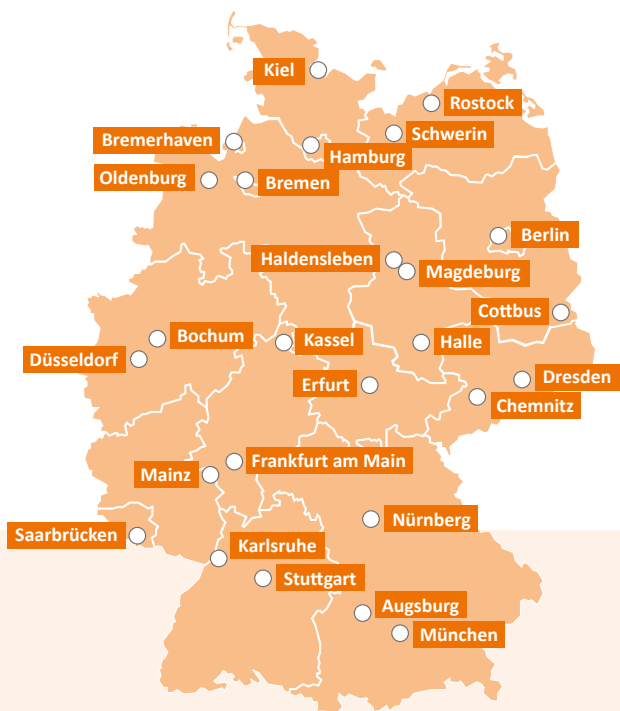 Kiel
Rostock
Schwerin
Bremerhaven
Hamburg
Oldenburg
Bremen
Berlin
Haldensleben
Magdeburg
Cottbus
Bochum
Kassel
Halle
Düsseldorf
Erfurt
Dresden
Chemnitz
Frankfurt am Main
Mainz
Nürnberg
Saarbrücken
Karlsruhe
Stuttgart
Augsburg
München